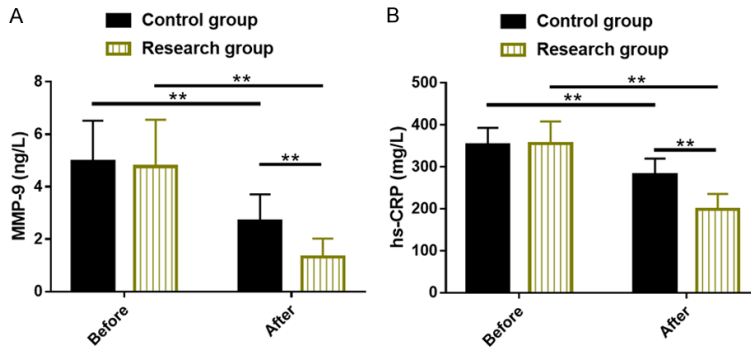 A
Control group
Research group
MMP-9 (ng/L)
8
6
4
2
0
**
**
**
Before
After
B
Control group
Research group
hs-CRP (mg/L)
500
400
300
200
100
0
**
**
**
Before
After